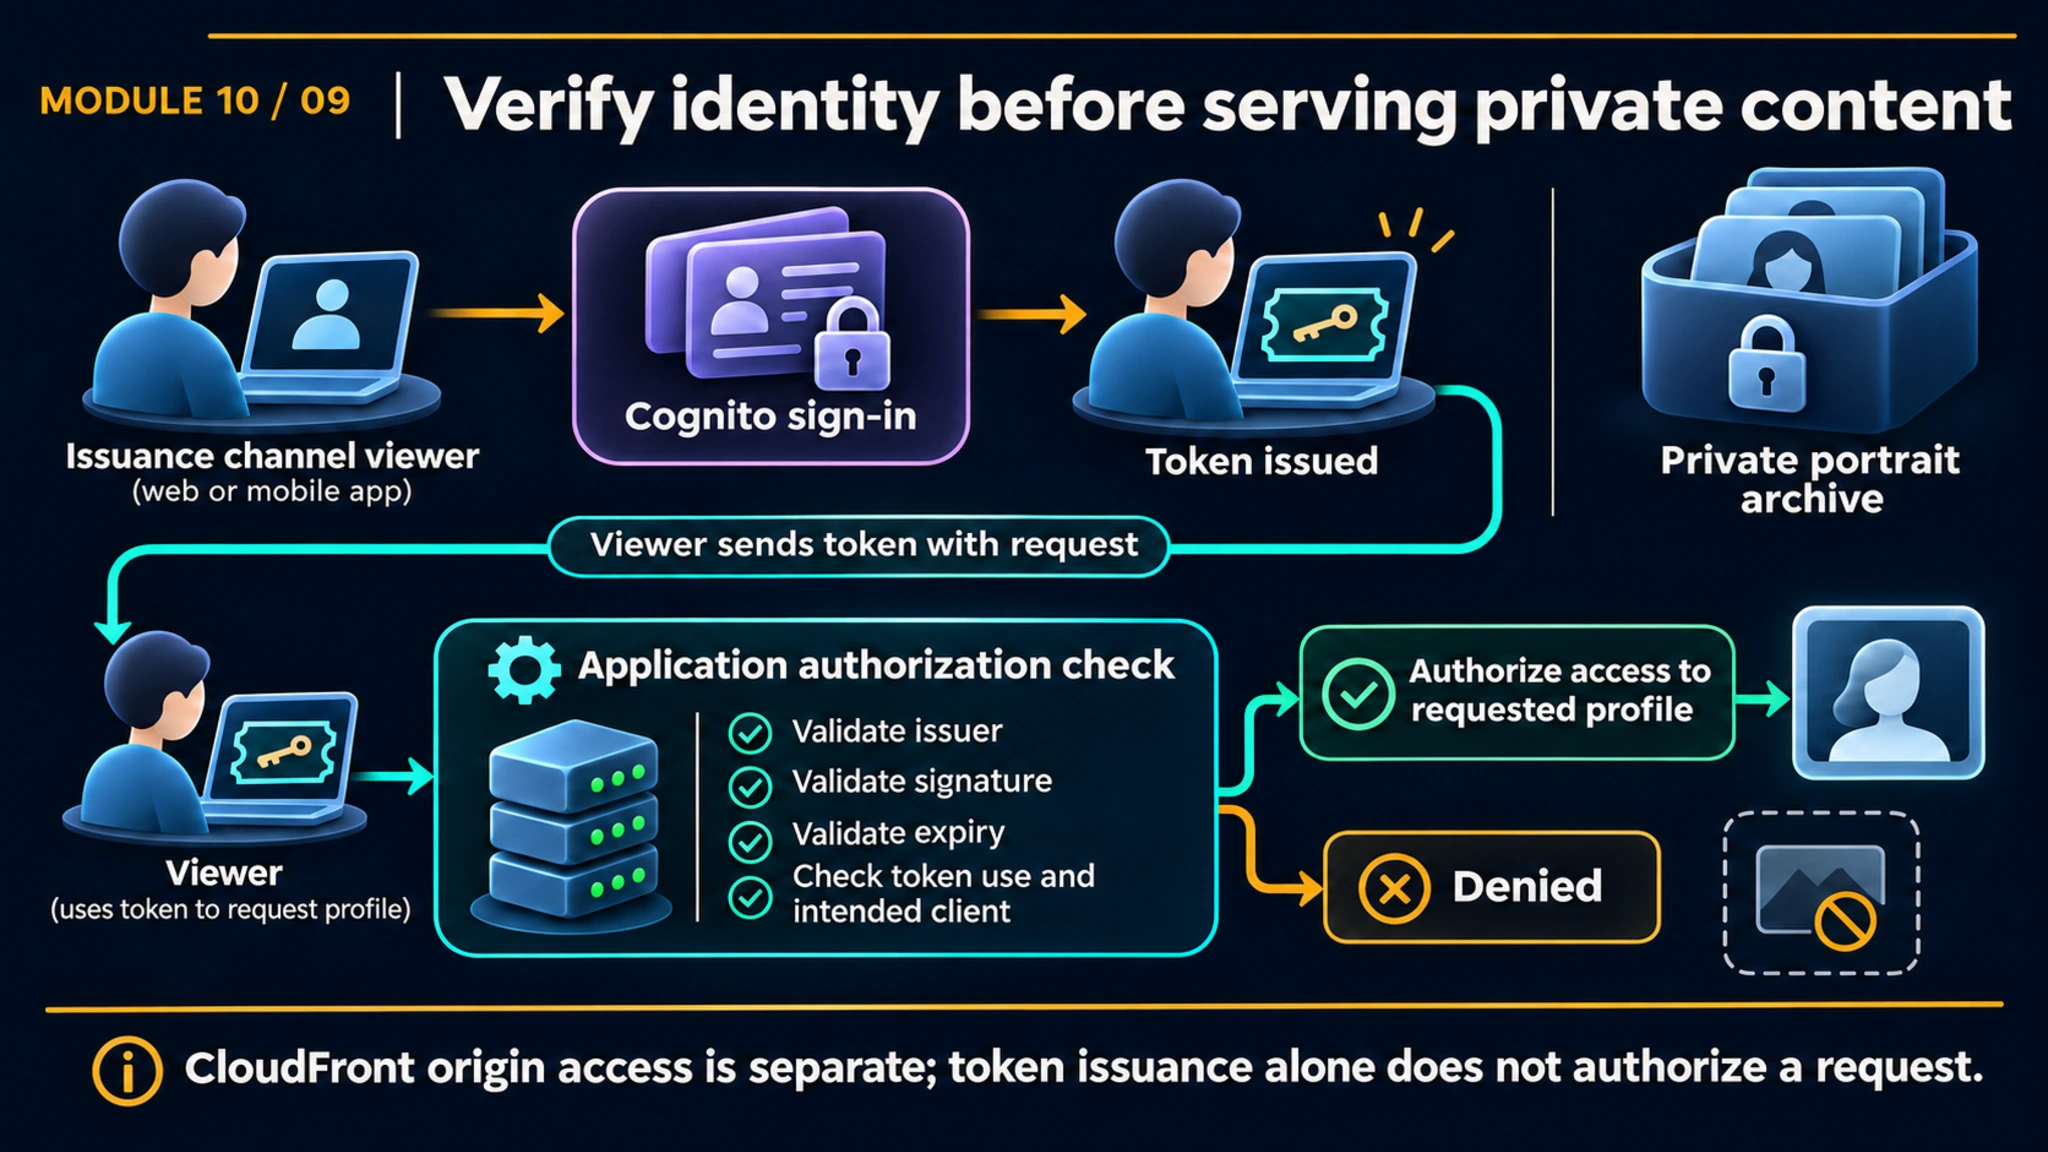 MODULE 10 / 09
Verify identity before serving private content
Cognito sign-in
Issuance channel viewer
(web or mobile app)
Token issued
Private portrait
archive
Viewer sends token with request
Application authorization check
Validate issuer
Validate signature
Validate expiry
Check token use and
intended client
Viewer
(uses token to request profile)
Authorize access to
requested profile
Denied
CloudFront origin access is separate; token issuance alone does not authorize a request.